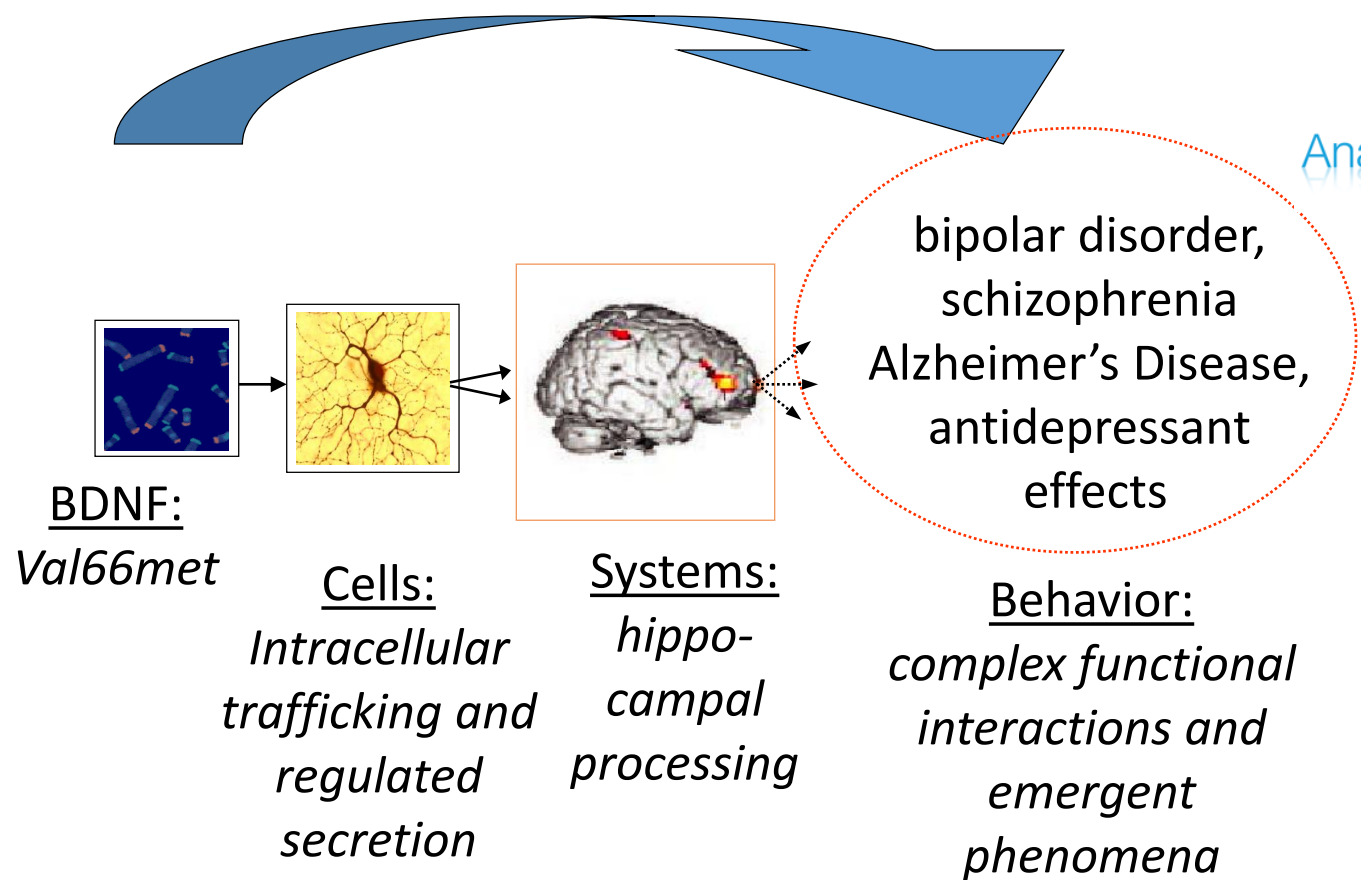 Ana
bipolar disorder,
schizophrenia
Alzheimer’s Disease,
antidepressant
effects
BDNF:
Val66met
Cells:
Intracellular
trafficking and
regulated
secretion
Systems:
hippo-
campal
processing
Behavior:
complex functional
interactions and
emergent
phenomena